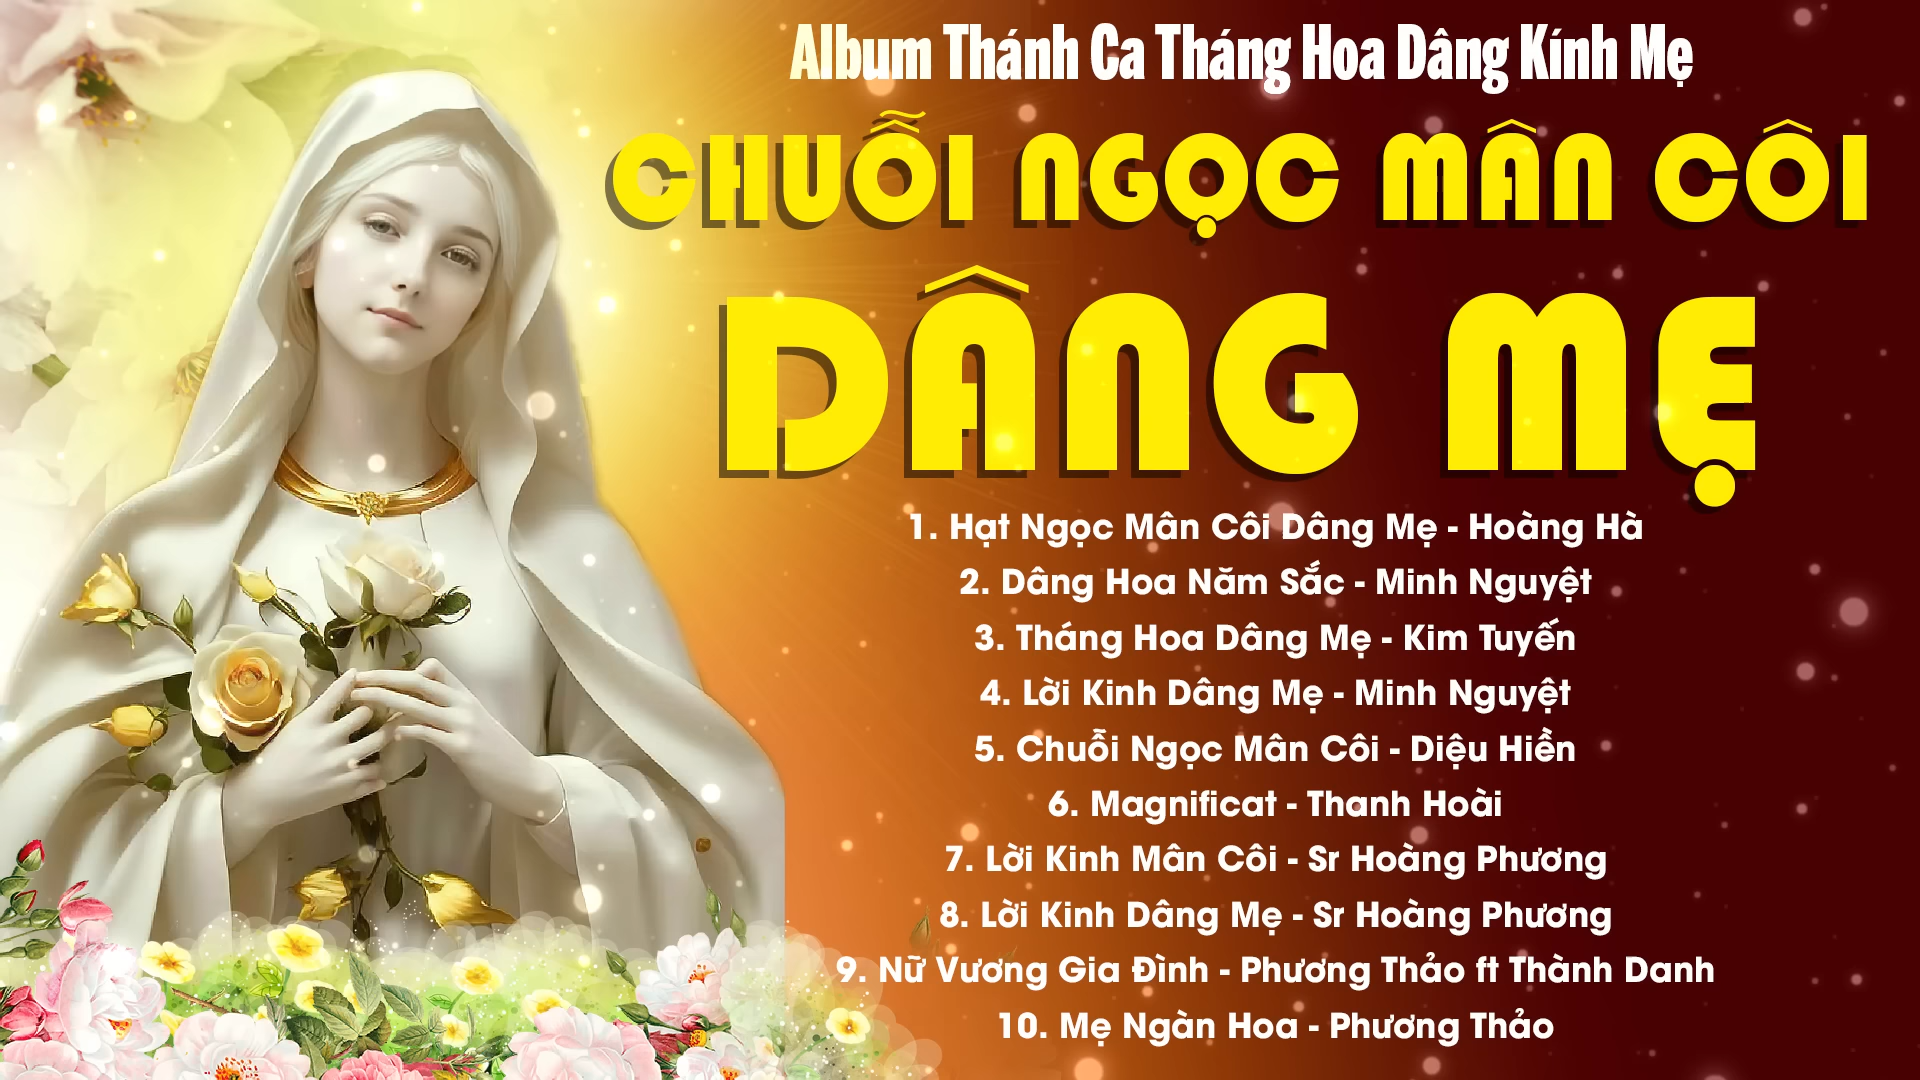 Album Thánh Ca Tháng Hoa Dâng Kính Mẹ
CHUỖI NGỌC MÂN CÔI
DÂNG MẸ
1. Hạt Ngọc Mân Côi Dâng Mẹ - Hoàng Hà
2. Dâng Hoa Năm Sắc - Minh Nguyệt
3. Tháng Hoa Dâng Mẹ - Kim Tuyến
4. Lời Kinh Dâng Mẹ - Minh Nguyệt
5. Chuỗi Ngọc Mân Côi - Diệu Hiền
6. Magnificat - Thanh Hoài
7. Lời Kinh Mân Côi - Sr Hoàng Phương
8. Lời Kinh Dâng Mẹ - Sr Hoàng Phương
9. Nữ Vương Gia Đình - Phương Thảo ft Thành Danh
10. Mẹ Ngàn Hoa - Phương Thảo